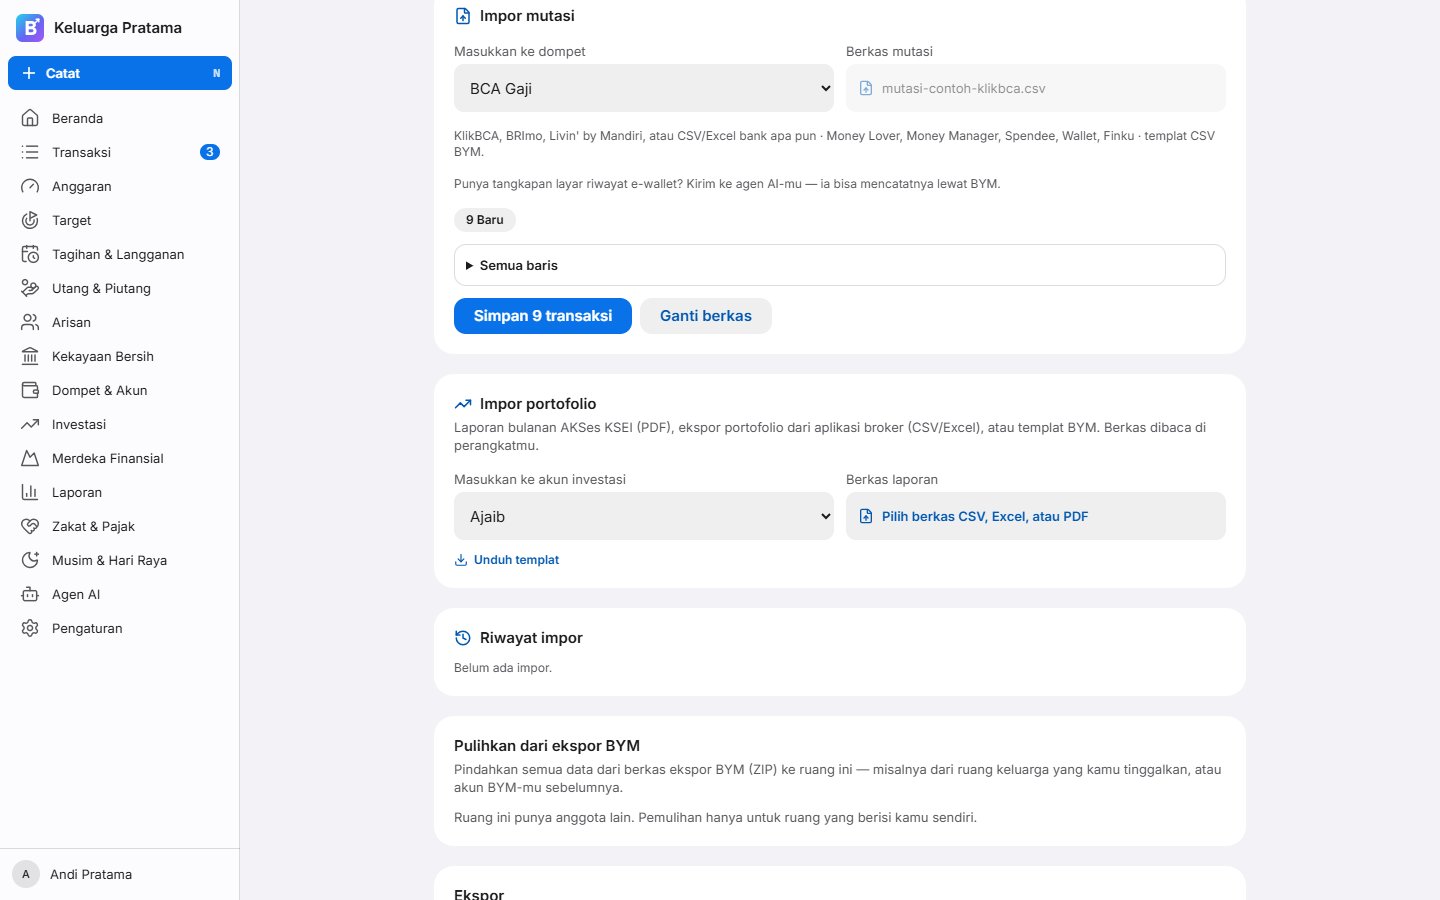 Keluarga Pratama
Catat N
Beranda
Transaksi 3
Anggaran
Target
Tagihan & Langganan
Utang & Piutang
Arisan
Kekayaan Bersih
Dompet & Akun
Investasi
Merdeka Finansial
Laporan
Zakat & Pajak
Musim & Hari Raya
Agen AI
Pengaturan
A Andi Pratama
Impor mutasi
Masukkan ke dompet
BCA Gaji
Berkas mutasi
mutasi-contoh-klikbca.csv
KlikBCA, BRImo, Livin' by Mandiri, atau CSV/Excel bank apa pun · Money Lover, Money Manager, Spendee, Wallet, Finku · templat CSV
BYM.
Punya tangkapan layar riwayat e-wallet? Kirim ke agen AI-mu — ia bisa mencatatnya lewat BYM.
9 Baru
Semua baris
Simpan 9 transaksi
Ganti berkas
Impor portofolio
Laporan bulanan AKSes KSEI (PDF), ekspor portofolio dari aplikasi broker (CSV/Excel), atau templat BYM. Berkas dibaca di
perangkatmu.
Masukkan ke akun investasi
Ajaib
Berkas laporan
Pilih berkas CSV, Excel, atau PDF
Unduh templat
Riwayat impor
Belum ada impor.
Pulihkan dari ekspor BYM
Pindahkan semua data dari berkas ekspor BYM (ZIP) ke ruang ini — misalnya dari ruang keluarga yang kamu tinggalkan, atau
akun BYM-mu sebelumnya.
Ruang ini punya anggota lain. Pemulihan hanya untuk ruang yang berisi kamu sendiri.
Ekspor